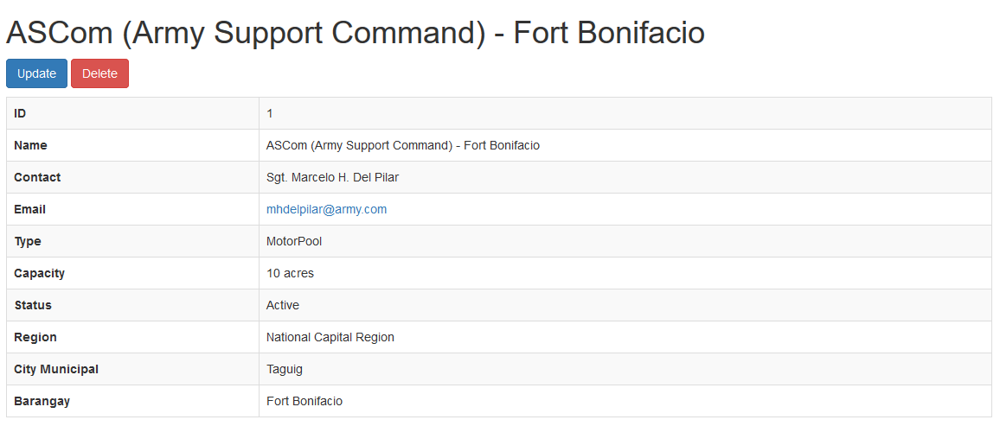 ASCom (Army Support Command) - Fort Bonifacio
Update Delete
ID 1
Name ASCom (Army Support Command) - Fort Bonifacio
Contact Sgt. Marcelo H. Del Pilar
Email mhdelpilar@army.com
Type MotorPool
Capacity 10 acres
Status Active
Region National Capital Region
City Municipal Taguig
Barangay Fort Bonifacio